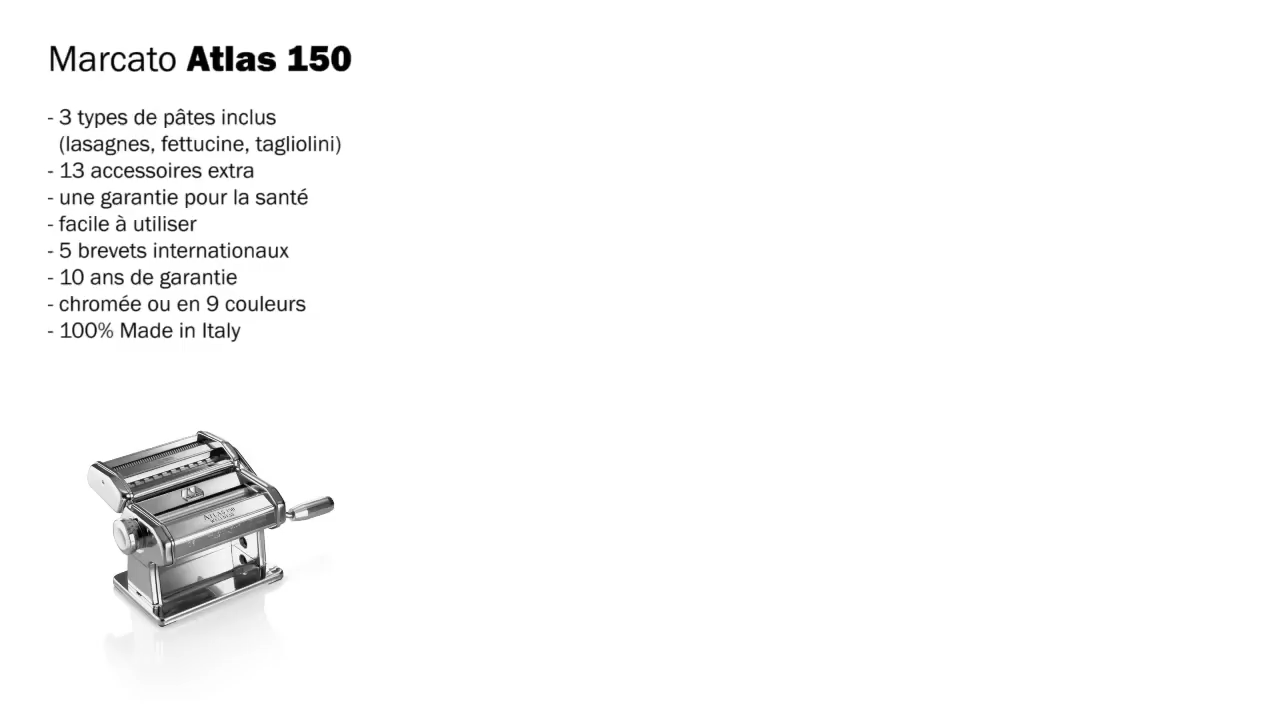 Marcato Atlas 150
- 3 types de pâtes inclus
(lasagnes, fettucine, tagliolini)
- 13 accessoires extra
- une garantie pour la santé
- facile à utiliser
- 5 brevets internationaux
- 10 ans de garantie
- chromée ou en 9 couleurs
- 100% Made in Italy